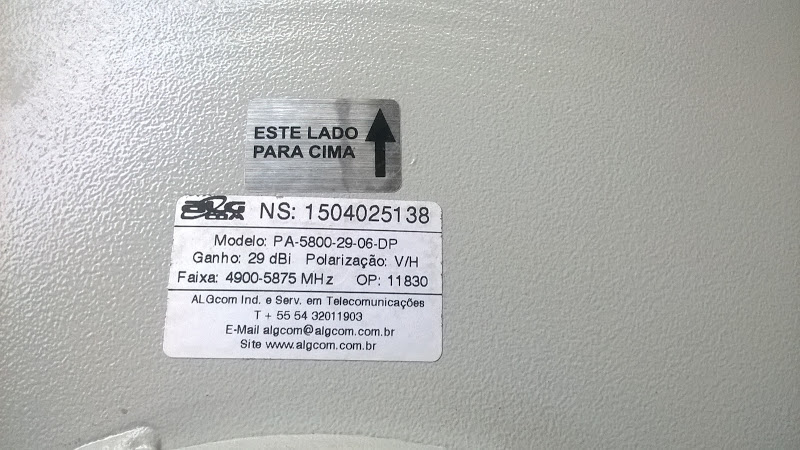 ESTE LADO
PARA CIMA
ALG COM NS: 1504025138
Modelo: PA-5800-29-06-DP
Ganho: 29 dBi Polarização: V/H
Faixa: 4900-5875 MHz OP: 11830
ALGcom Ind. e Serv. em Telecomunicações
T + 55 54 32011903
E-Mail algcom@algcom.com.br
Site www.algcom.com.br